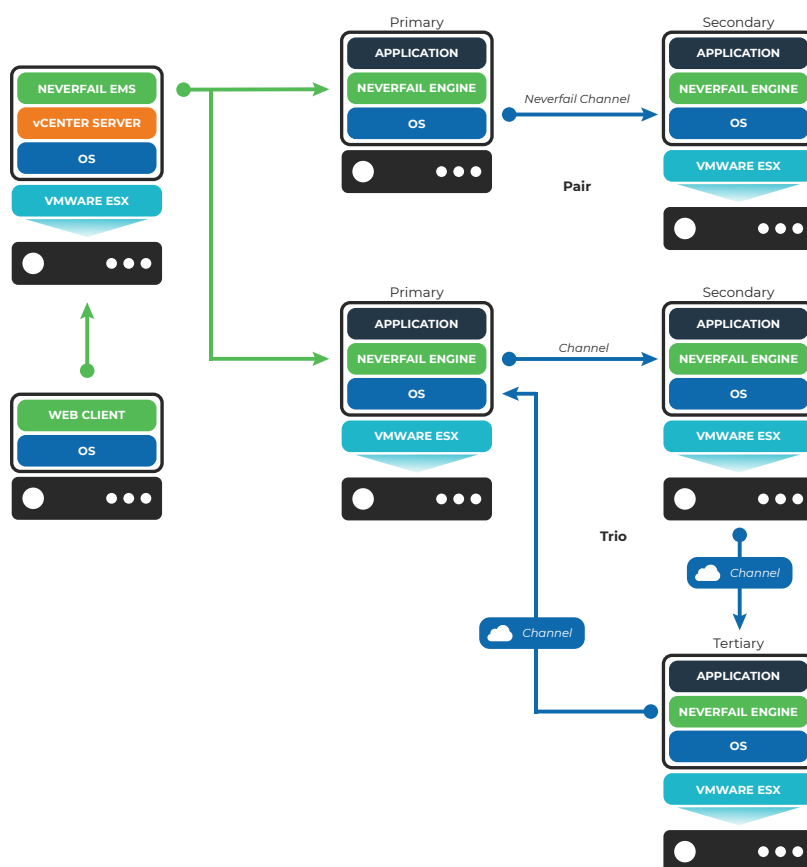 NEVERFAIL EMS
vCENTER SERVER
OS
VMWARE ESX
WEB CLIENT
OS
Primary
APPLICATION
NEVERFAIL ENGINE
OS
Neverfail Channel
Secondary
APPLICATION
NEVERFAIL ENGINE
OS
VMWARE ESX
Pair
Primary
APPLICATION
NEVERFAIL ENGINE
OS
VMWARE ESX
Channel
Secondary
APPLICATION
NEVERFAIL ENGINE
OS
VMWARE ESX
Trio
Channel
Channel
Tertiary
APPLICATION
NEVERFAIL ENGINE
OS
VMWARE ESX